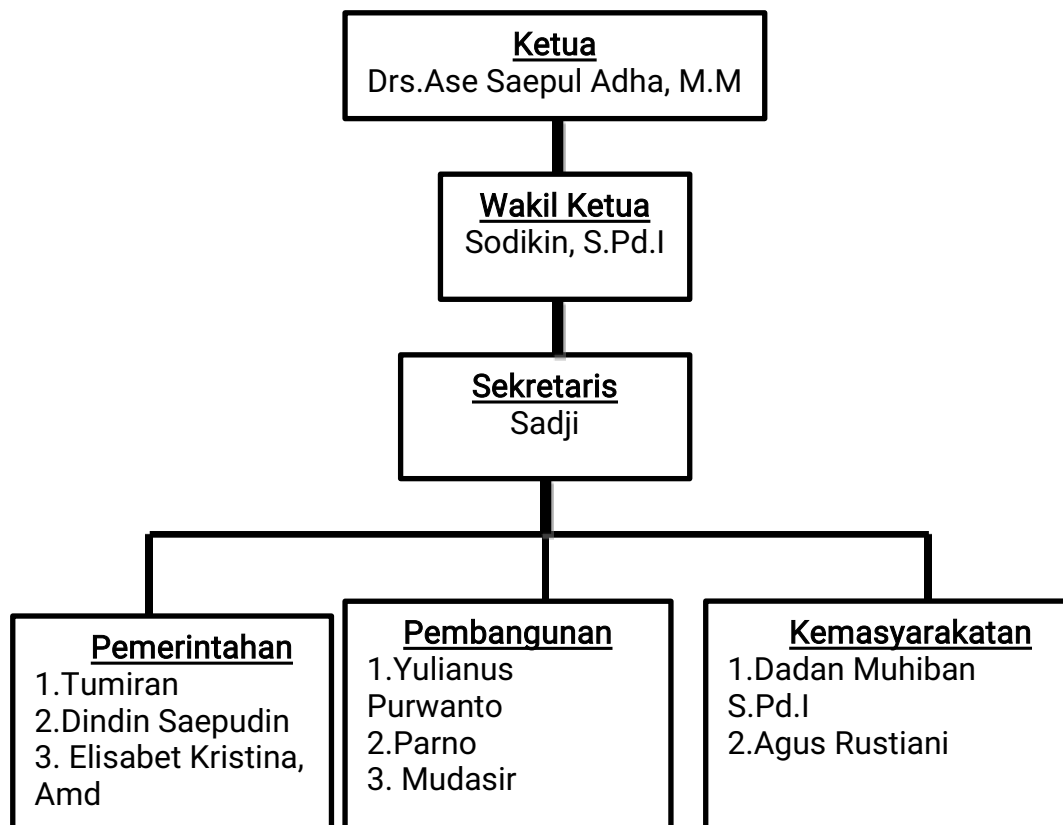 Ketua
Drs.Ase Saepul Adha, M.M
Wakil Ketua
Sodikin, S.Pd.I
Sekretaris
Sadji
Pemerintahan
1.Tumiran
2.Dindin Saepudin
3. Elisabet Kristina,
Amd
Pembangunan
1.Yulianus
Purwanto
2.Parno
3. Mudasir
Kemasyarakatan
1.Dadan Muhiban
S.Pd.I
2.Agus Rustiani